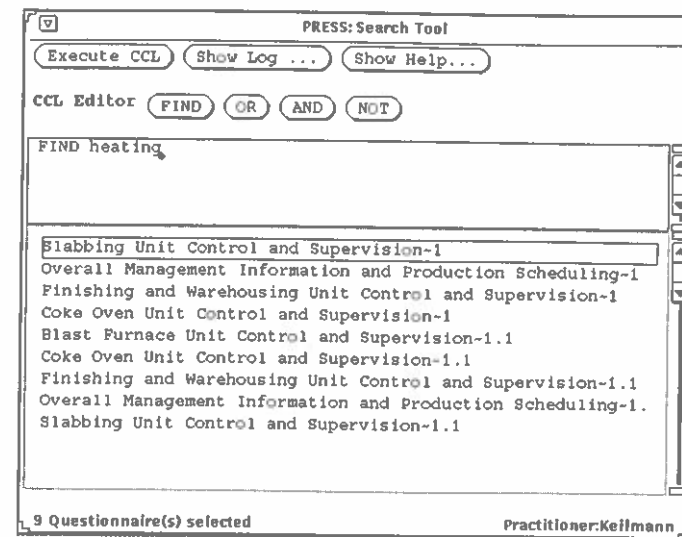 PRESS: Search Tool
Execute CCL Show Log ... Show Help...
CCL Editor FIND OR AND NOT
FIND heating
Slabbing Unit Control and Supervision~1
Overall Management Information and Production Scheduling~1
Finishing and Warehousing Unit Control and Supervision~1
Coke Oven Unit Control and Supervision~1
Blast Furnace Unit Control and Supervision~1.1
Coke Oven Unit Control and Supervision~1.1
Finishing and Warehousing Unit Control and Supervision~1.1
Overall Management Information and Production Scheduling~1.
Slabbing Unit Control and Supervision~1.1
9 Questionnaire(s) selected Practitioner:Keilmann